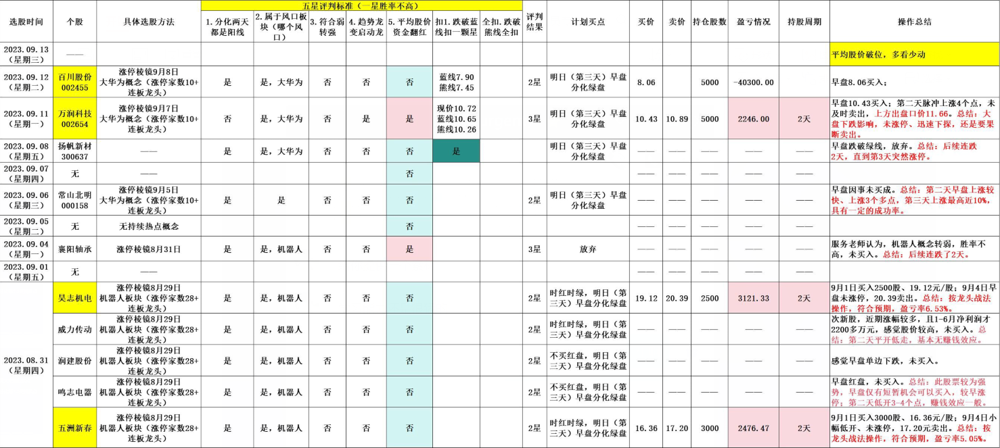 选股时间
个股
具体选股方法
五星评判标准（一星胜率不高）
1.分化两天
都是阳线
2.属于风口板
块（哪个风
口）
3.符合弱
转强
4.趋势龙
变启动龙
5.平均股价
资金翻红
扣1.跌破蓝
线扣一颗星
全扣.跌破
熊线全扣
评判
结果
计划买点
买价
卖价
持仓股数
盈亏情况
持股周期
操作总结
2023.09.13
（星期三）
——
平均股价破位，多看少动
2023.09.12
（星期二）
百川股份
002455
涨停棱镜9月8日
大华为概念（涨停家数10+
连板龙头）
是
是，大华为
否
否
否
蓝线7.90
熊线7.45
2星
明日（第三天）早盘
分化绿盘
8.06
5000
-40300.00
早盘8.06买入；
2023.09.11
（星期一）
万润科技
002654
涨停棱镜9月7日
大华为概念（涨停家数10+
连板龙头）
否
是，大华为
否
是
是
现价10.72
蓝线10.65
熊线10.26
3星
明日（第三天）早盘
分化绿盘
10.43
10.89
5000
2246.00
2天
早盘10.43买入；第二天脉冲上涨4个点，未
及时卖出，上方出盘口价11.66。总结：大
盘下跌影响，未涨停、迅速下探，还是要果
断卖出。
2023.09.08
（星期五）
扬帆新材
300637
——
是
是，大华为
否
否
否
是
明日（第三天）早盘
分化绿盘
——
——
——
——
——
早盘跌破绿线，放弃。总结：后续连跌
2天，直到第3天突然涨停。
2023.09.07
（星期四）
无
——
否
——
——
——
——
——
2023.09.06
（星期三）
常山北明
000158
涨停棱镜9月5日
大华为概念（涨停家数10+
连板龙头）
是
是
否
否
否
2星
明日（第三天）早盘
分化绿盘
——
——
——
——
——
早盘因事未买成。总结：第二天早盘上涨较
快、上涨3个多点，第三天上涨最高近10%，
具有一定的成功率。
2023.09.05
（星期二）
无
无持续热点概念
否
——
——
——
——
——
2023.09.04
（星期一）
襄阳轴承
涨停棱镜8月31日
是
是，机器人
否
否
是
3星
放弃
——
——
——
——
——
服务老师认为，机器人概念转弱，胜率不
高，未买入。总结：后续连跌了2天。
2023.09.01
（星期五）
无
——
——
——
——
——
——
2023.08.31
（星期四）
昊志机电
涨停棱镜8月29日
机器人板块（涨停家数28+
连板龙头）
是
是，机器人
否
否
否
2星
时红时绿，明日（第
三天）早盘分化绿盘
19.12
20.39
2500
3121.33
2天
9月1日买入2500股、19.12元/股；9月4日早
盘未涨停，20.39卖出。总结：按龙头战法
操作，符合预期，盈亏率6.53%。
威力传动
涨停棱镜8月29日
机器人板块（涨停家数28+
连板龙头）
是
是，机器人
否
否
否
2星
时红时绿，明日（第
三天）早盘分化绿盘
——
——
——
——
——
次新股，近期涨幅较多，且1-6月净利润才
2200多万元，感觉股价较高，未买入。总
结：第二天平开低走，基本无赚钱效应。
润建股份
涨停棱镜8月29日
机器人板块（涨停家数28+
连板龙头）
是
是，机器人
否
否
否
2星
不买红盘，明日（第
三天）早盘分化绿盘
——
——
——
——
——
感觉早盘单边下跌，未买入。
鸣志电器
涨停棱镜8月29日
机器人板块（涨停家数28+
连板龙头）
是
是，机器人
否
否
否
2星
不买红盘，明日（第
三天）早盘分化绿盘
——
——
——
——
——
早盘红盘，未买入。总结：此股票较为强
势，早盘仅有短暂机会可以买入，较早涨
停；第二天低开3-4个点，赚钱效应一般。
五洲新春
涨停棱镜8月29日
机器人板块（涨停家数28+
连板龙头）
是
是，机器人
否
否
否
2星
时红时绿，明日（第
三天）早盘分化绿盘
16.36
17.20
3000
2476.47
2天
9月1日买入3000股、16.36元/股；9月4日小
幅低开、未涨停，17.20元卖出。总结：按
龙头战法操作，符合预期，盈亏率5.05%。